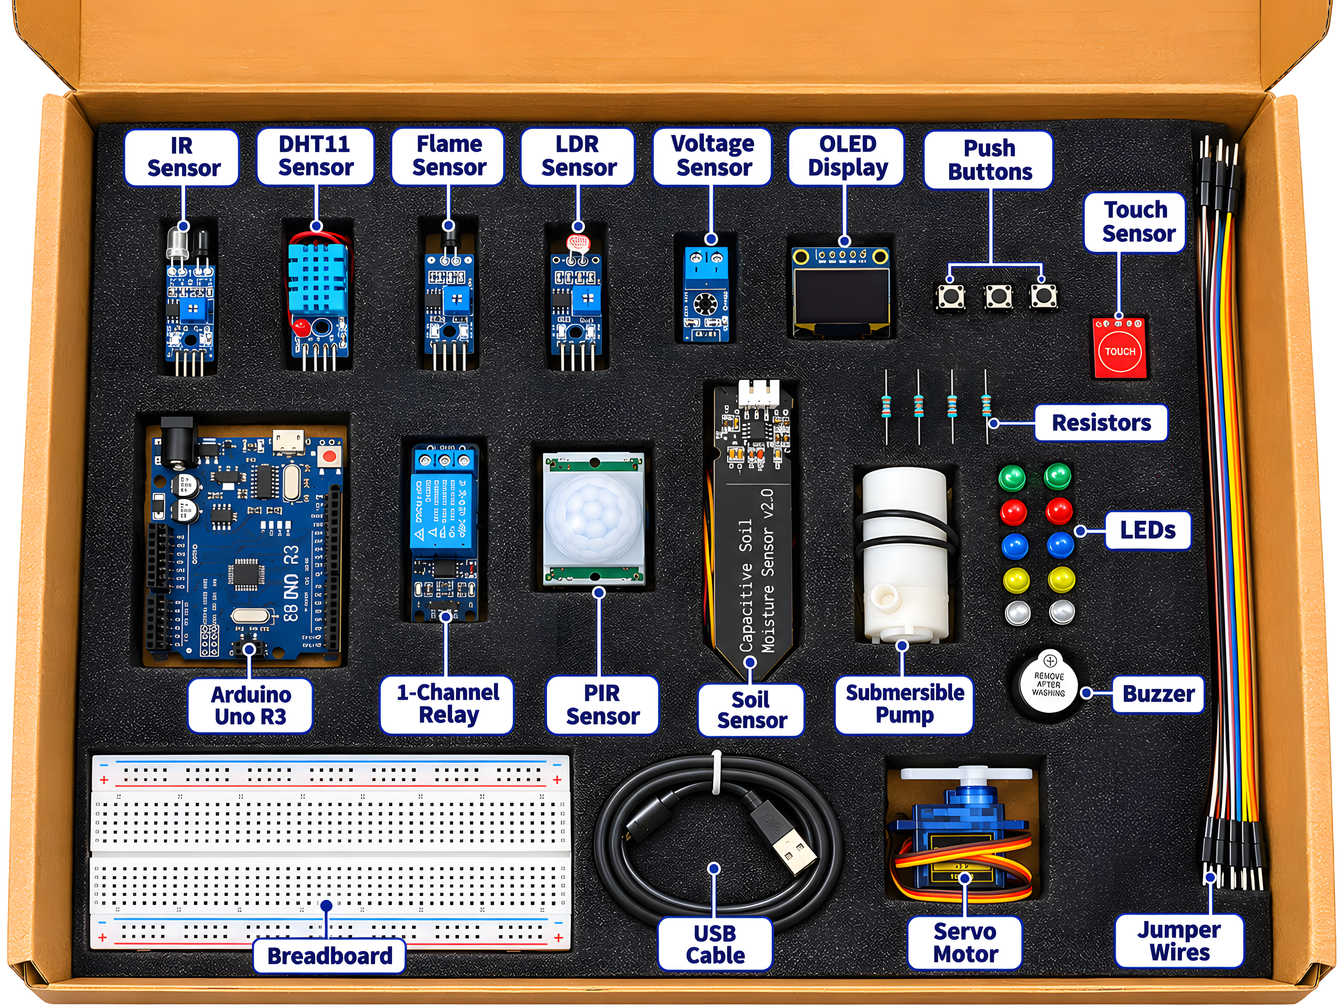 IR
Sensor
DHT11
Sensor
Flame
Sensor
LDR
Sensor
Voltage
Sensor
OLED
Display
Push
Buttons
Touch
Sensor
TOUCH
Resistors
UNO R3
Capacitive Soil
Moisture Sensor v2.0
LEDs
REMOVE
AFTER
WASHING
Buzzer
Arduino
Uno R3
1-Channel
Relay
PIR
Sensor
Soil
Sensor
Submersible
Pump
Breadboard
USB
Cable
Servo
Motor
Jumper
Wires